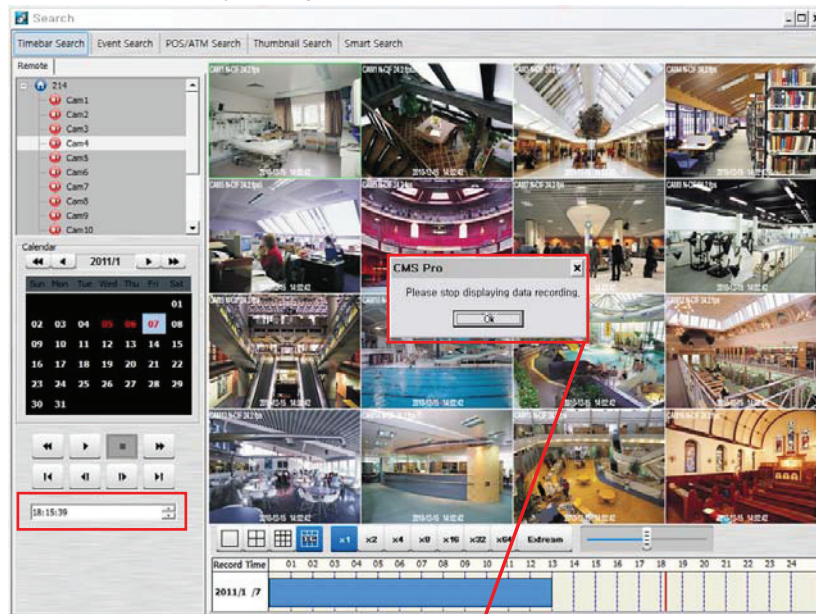 Search
Timebar Search Event Search POS/ATM Search Thumbnail Search Smart Search
Remote
214
Cam1
Cam2
Cam3
Cam4
Cam5
Cam6
Cam7
Cam8
Cam9
Cam10
Calendar
2011/1
Sun Mon Tue Wed Thu Fri Sat
01
02 03 04 05 06 07 08
09 10 11 12 13 14 15
16 17 18 19 20 21 22
23 24 25 26 27 28 29
30 31
18:15:39
CMS Pro
Please stop displaying data recording.
Ok
x1 x2 x4 x8 x16 x32 x64 Extream
Record Time 01 02 03 04 05 06 07 08 09 10 11 12 13 14 15 16 17 18 19 20 21 22 23 24
2011/1 /7